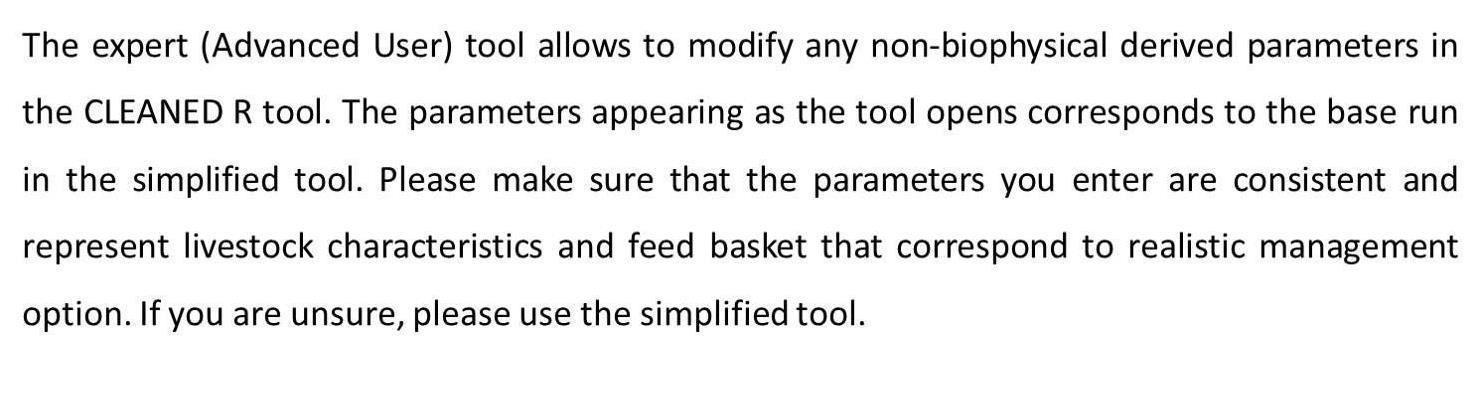 The expert (Advanced User) tool allows to modify any non-biophysical derived parameters in
the CLEANED R tool. The parameters appearing as the tool opens corresponds to the base run
in the simplified tool. Please make sure that the parameters you enter are consistent and
represent livestock characteristics and feed basket that correspond to realistic management
option. If you are unsure, please use the simplified tool.